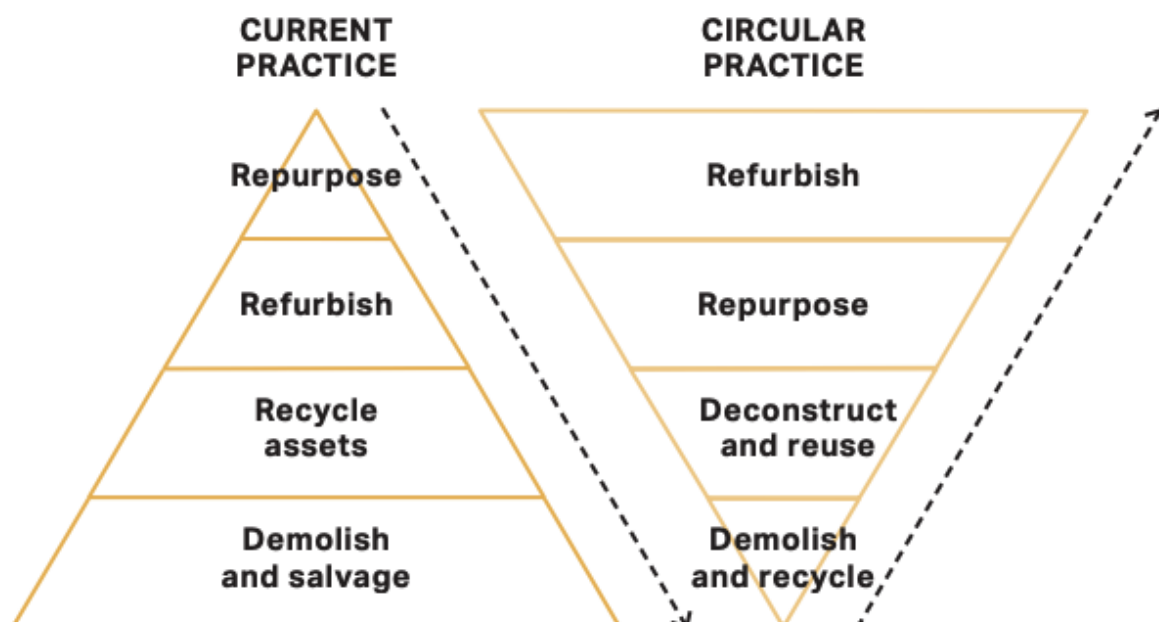 CURRENT
PRACTICE
Repurpose
Refurbish
Recycle
assets
Demolish
and salvage
CIRCULAR
PRACTICE
Refurbish
Repurpose
Deconstruct
and reuse
Demolish
and recycle